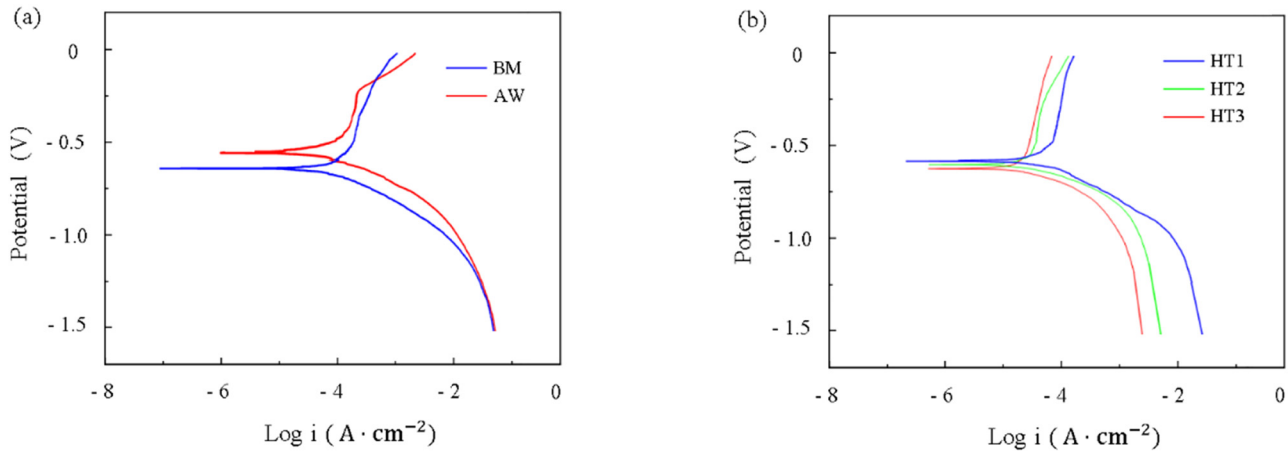 (a)
0
- 0.5
- 1.0
- 1.5
Potential (V)
BM
AW
- 8
- 6
- 4
- 2
0
Log i ( A · cm⁻²)
(b)
0
- 0.5
- 1.0
- 1.5
Potential (V)
HT1
HT2
HT3
- 8
- 6
- 4
- 2
0
Log i ( A · cm⁻²)